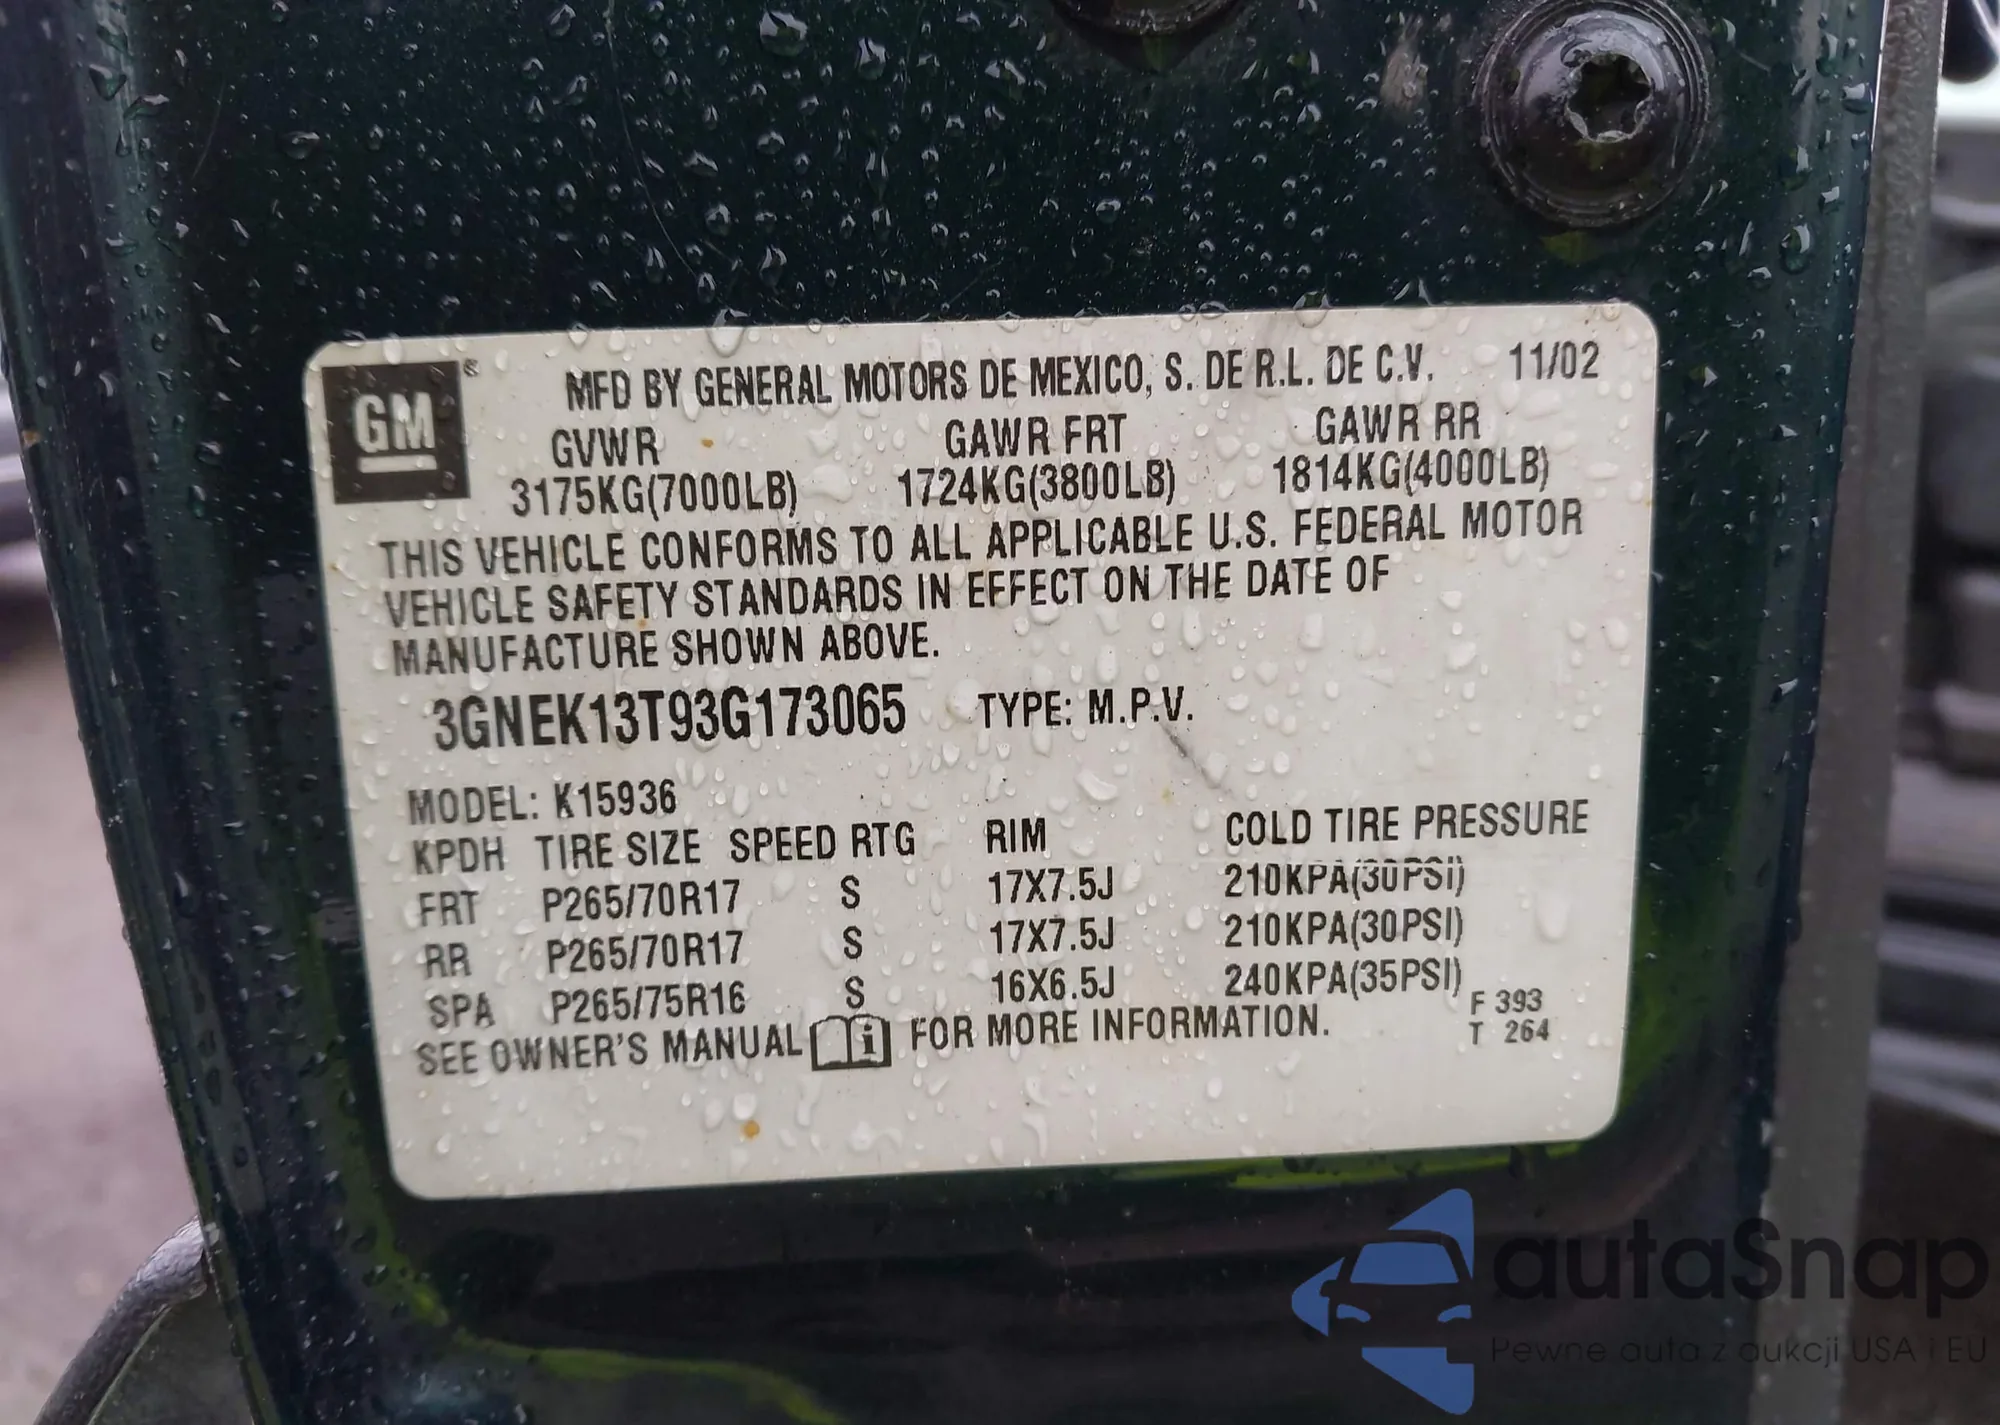 GM®
MFD BY GENERAL MOTORS DE MEXICO, S. DE R.L. DE C.V. 11/02
GVWR GAWR FRT GAWR RR
3175KG(7000LB) 1724KG(3800LB) 1814KG(4000LB)
THIS VEHICLE CONFORMS TO ALL APPLICABLE U.S. FEDERAL MOTOR
VEHICLE SAFETY STANDARDS IN EFFECT ON THE DATE OF
MANUFACTURE SHOWN ABOVE.
3GNEK13T93G173065 TYPE: M.P.V.
MODEL: K15936
KPDH TIRE SIZE SPEED RTG RIM COLD TIRE PRESSURE
FRT P265/70R17 S 17X7.5J 210KPA(30PSI)
RR P265/70R17 S 17X7.5J 210KPA(30PSI)
SPA P265/75R16 S 16X6.5J 240KPA(35PSI)
SEE OWNER'S MANUAL i FOR MORE INFORMATION.
F 393
T 264
autaSnap
Pewne auta z aukcji USA i EU